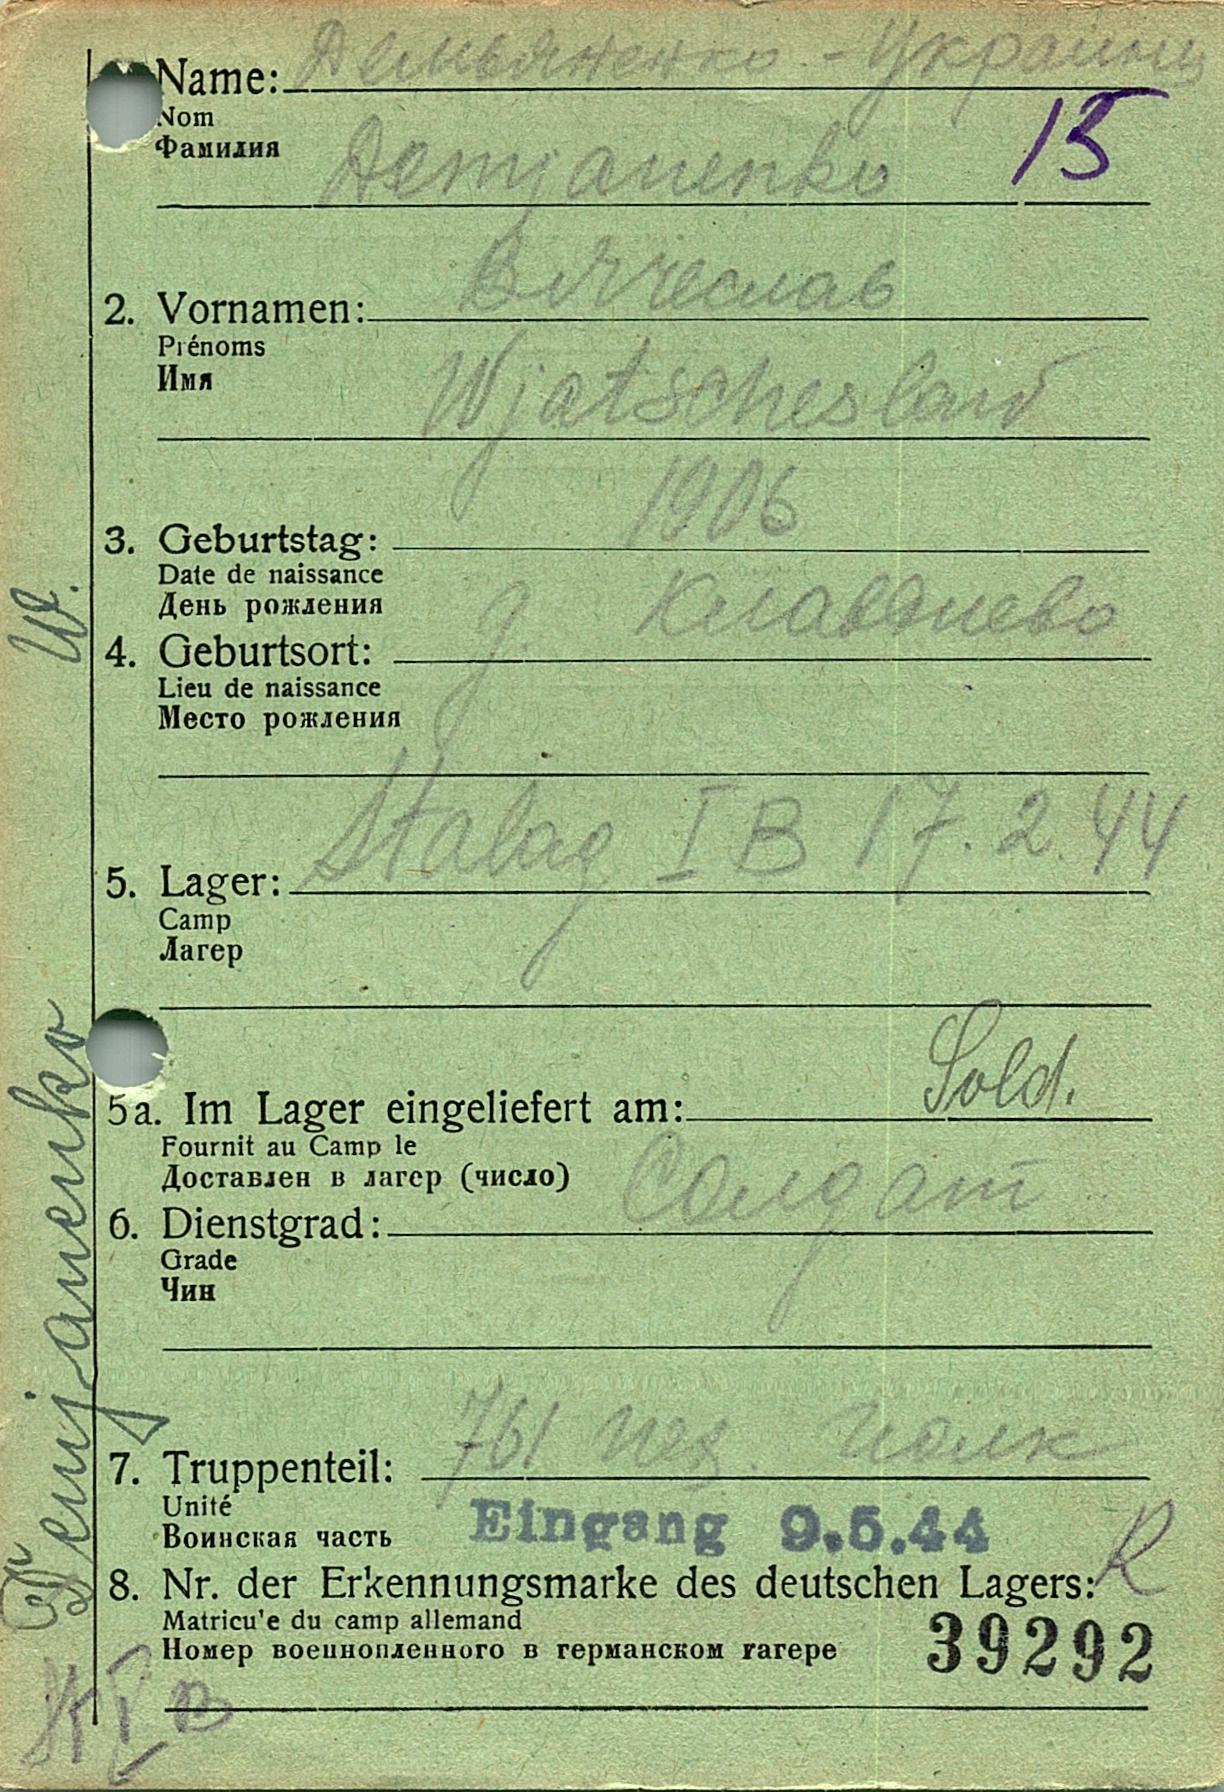 Демьяненко - Украинец
Name:
Nom
Фамилия
15
Demjanenko
Вячеслав
2. Vornamen:
Prénoms
Имя
Wjatscheslaw
1906
3. Geburtstag:
Date de naissance
День рождения
д. Клавдиево
4. Geburtsort:
Lieu de naissance
Место рождения
Stalag I B 17.2.44
5. Lager:
Camp
Лагер
Sold.
5a. Im Lager eingeliefert am:
Fournit au Camp le
Доставлен в лагер (число)
Солдат
6. Dienstgrad:
Grade
Чин
761 полк
7. Truppenteil:
Unité
Воинская часть
Eingang 9.5.44
R
8. Nr. der Erkennungsmarke des deutschen Lagers:
Matricu'e du camp allemand
Номер военнопленного в германском гагере
39292
Demjanenko W.
I B